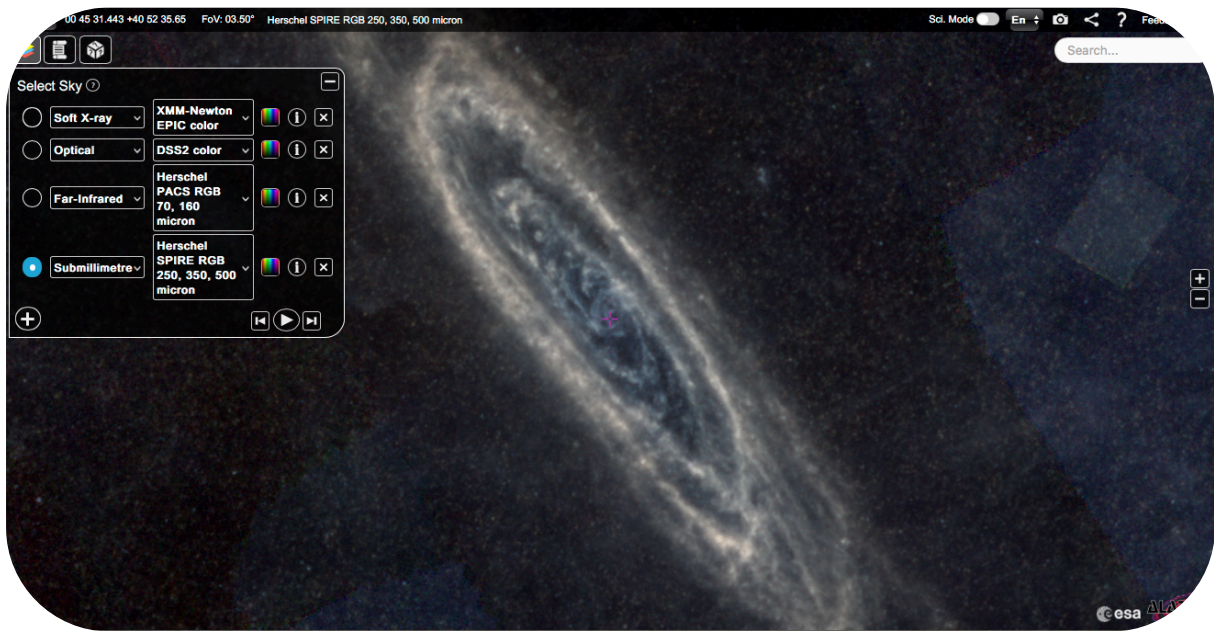 00 45 31.443 +40 52 35.65 FoV: 03.50° Herschel SPIRE RGB 250, 350, 500 micron Sci. Mode En ?
Search...
Select Sky ?
Soft X-ray XMM-Newton
EPIC color
Optical DSS2 color
Far-Infrared Herschel
PACS RGB
70, 160
micron
Submillimetre Herschel
SPIRE RGB
250, 350, 500
micron
esa